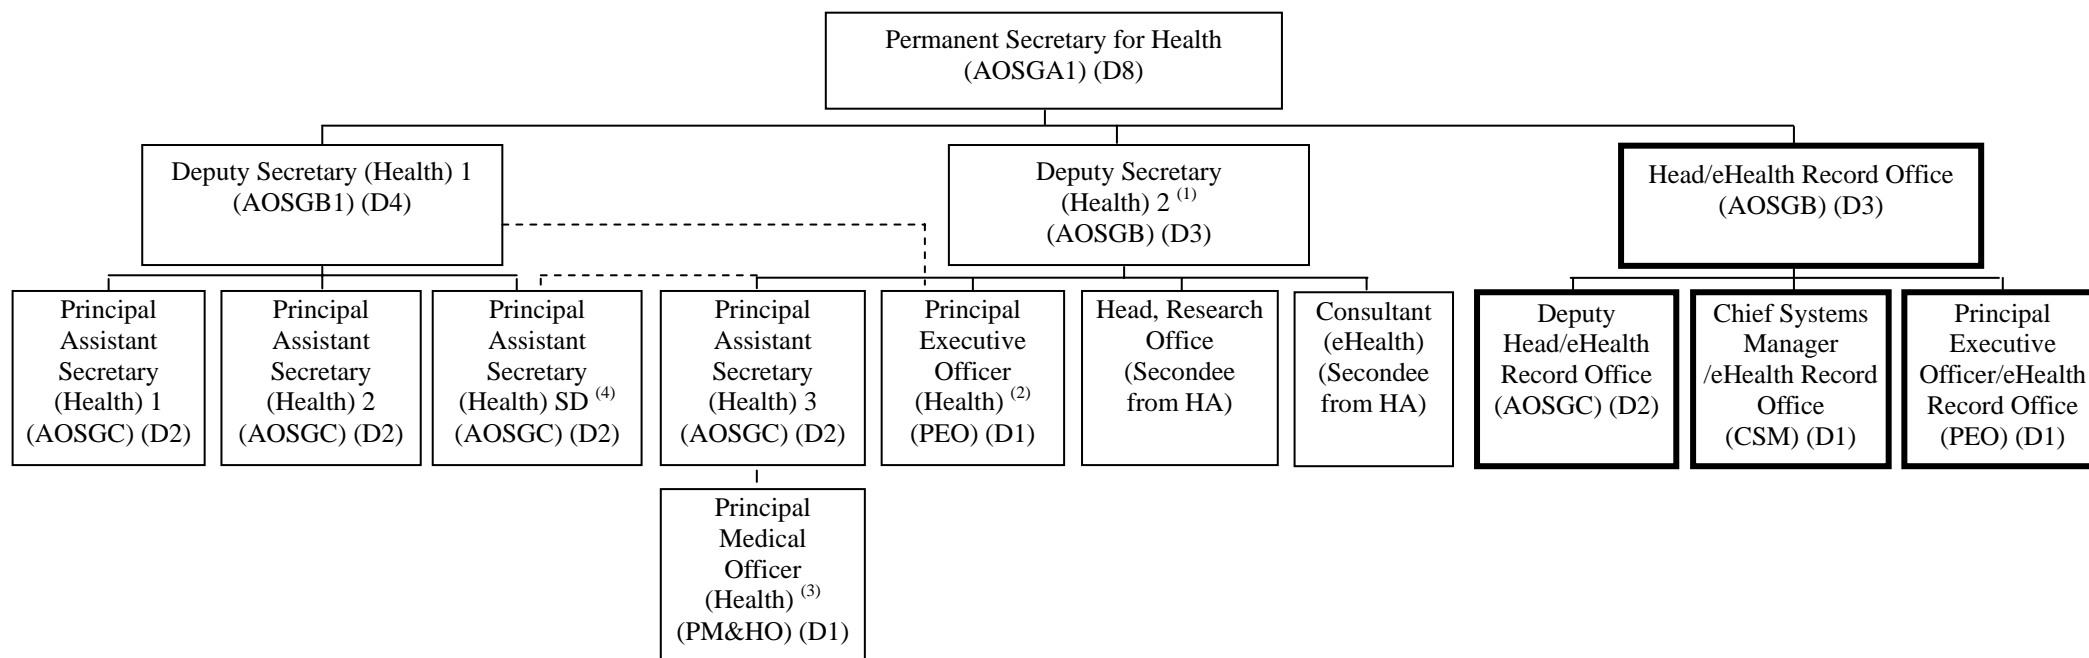 Permanent Secretary for Health
(AOSGA1) (D8)
Deputy Secretary (Health) 1
(AOSGB1) (D4)
Deputy Secretary
(Health) 2 (1)
(AOSGB) (D3)
Head/eHealth Record Office
(AOSGB) (D3)
Principal
Assistant
Secretary
(Health) 1
(AOSGC) (D2)
Principal
Assistant
Secretary
(Health) 2
(AOSGC) (D2)
Principal
Assistant
Secretary
(Health) SD (4)
(AOSGC) (D2)
Principal
Assistant
Secretary
(Health) 3
(AOSGC) (D2)
Principal
Executive
Officer
(Health) (2)
(PEO) (D1)
Head, Research
Office
(Secondee
from HA)
Consultant
(eHealth)
(Secondee
from HA)
Deputy
Head/eHealth
Record Office
(AOSGC) (D2)
Chief Systems
Manager
/eHealth Record
Office
(CSM) (D1)
Principal
Executive
Officer/eHealth
Record Office
(PEO) (D1)
Principal
Medical
Officer
(Health) (3)
(PM&HO) (D1)